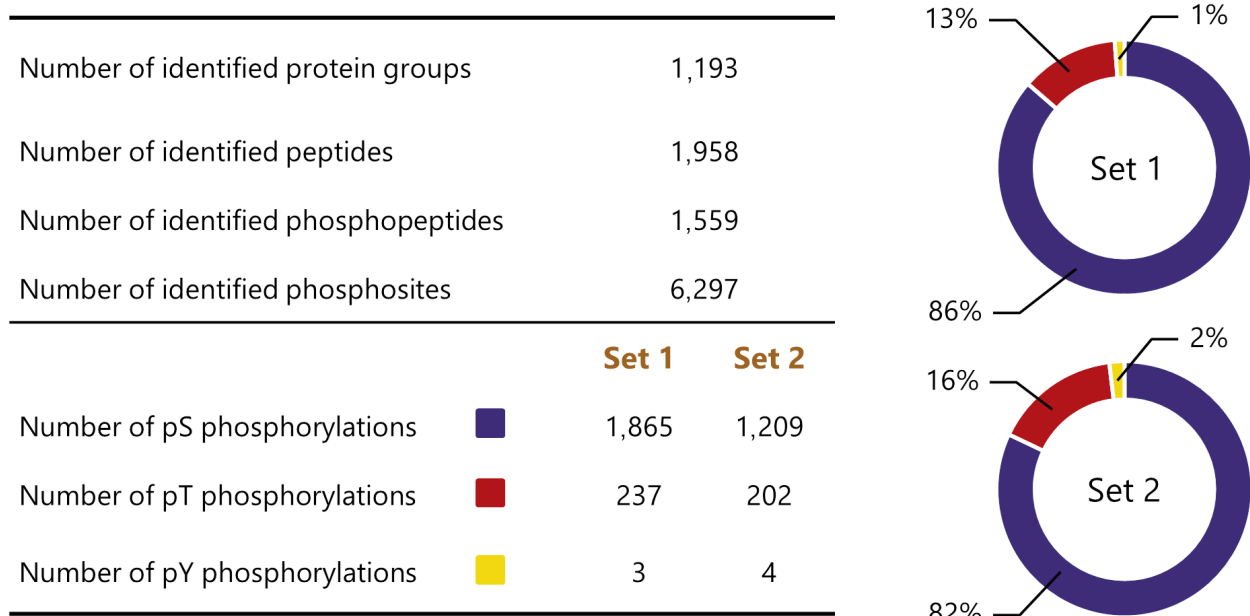 Number of identified protein groups 1,193
Number of identified peptides 1,958
Number of identified phosphopeptides 1,559
Number of identified phosphosites 6,297
Set 1 Set 2
Number of pS phosphorylations 1,865 1,209
Number of pT phosphorylations 237 202
Number of pY phosphorylations 3 4
13% 1%
Set 1
86%
2%
16%
Set 2
82%